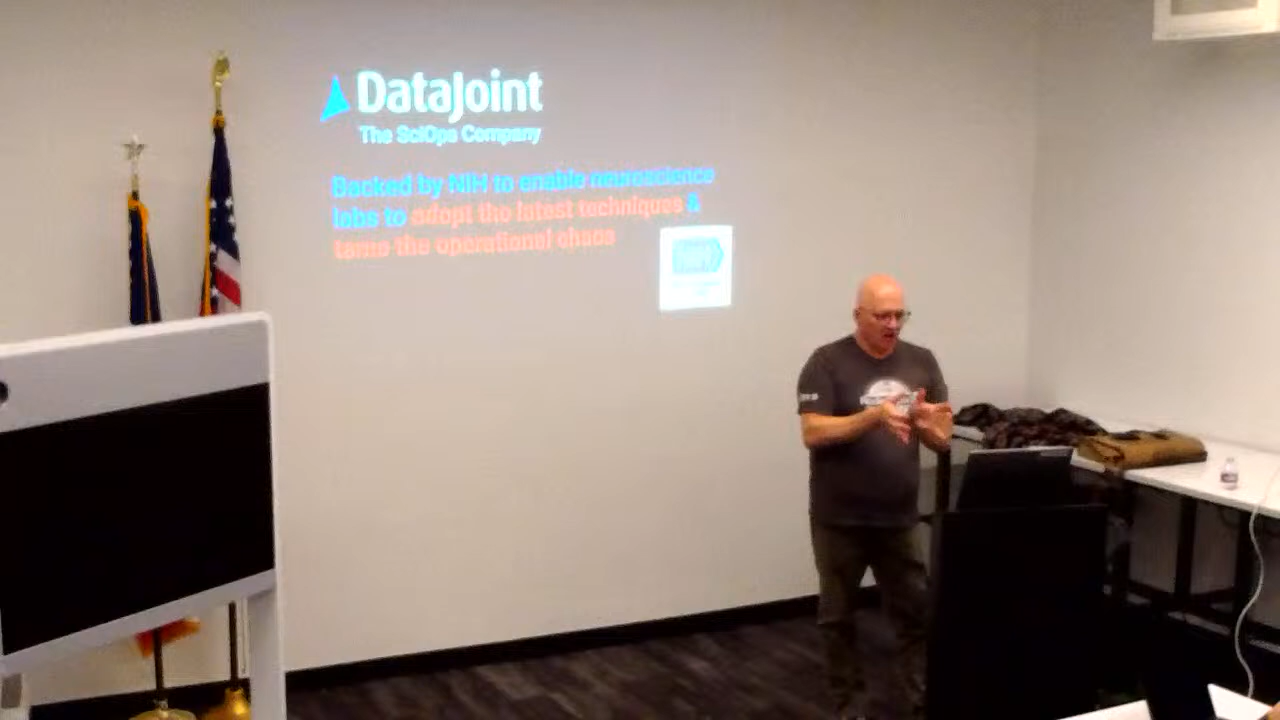 DataJoint
The SciOps Company
Backed by NIH to enable neuroscience
labs to adopt the latest techniques &
tame the operational chaos
NIH